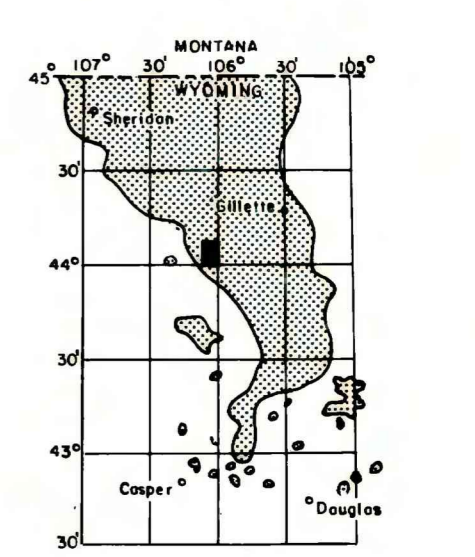 MONTANA
45° 107° 30' 106° 30' 105°
WYOMING
Sheridan
30'
Gillette
44°
30'
43°
Casper
Douglas
30'